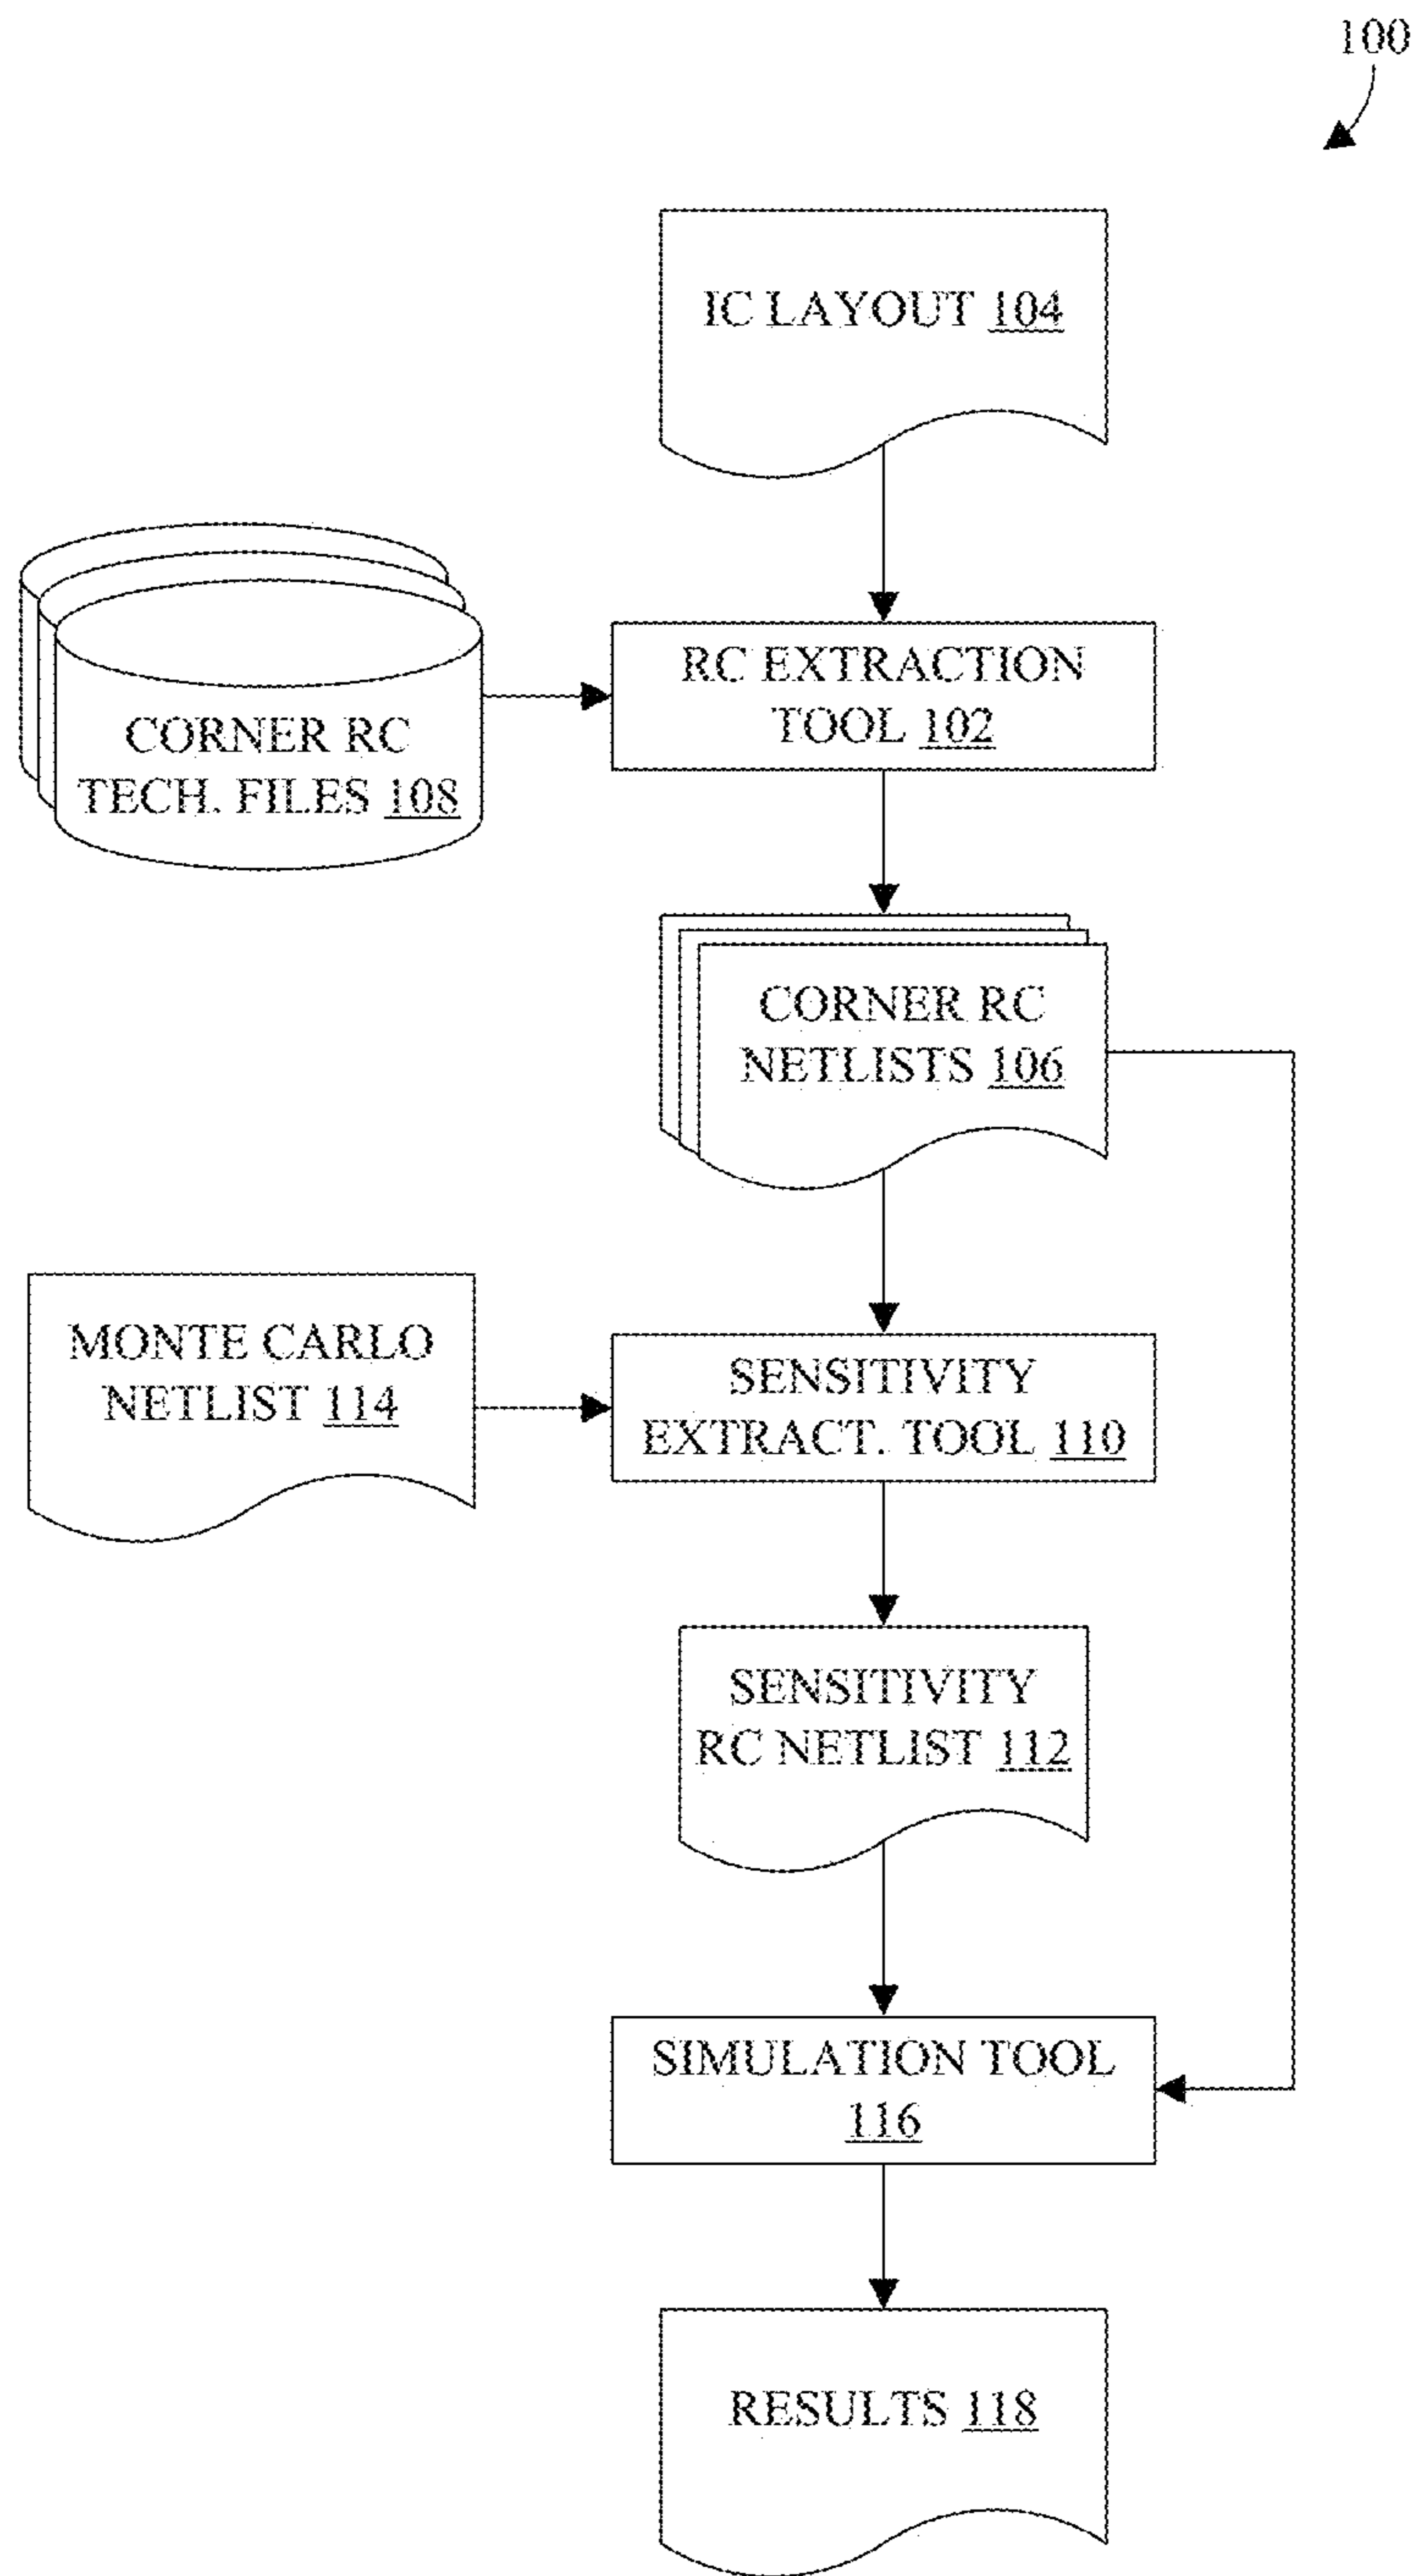 100
IC LAYOUT 104
RC EXTRACTION
TOOL 102
CORNER RC
TECH. FILES 108
CORNER RC
NETLISTS 106
MONTE CARLO
NETLIST 114
SENSITIVITY
EXTRACT. TOOL 110
SENSITIVITY
RC NETLIST 112
SIMULATION TOOL
116
RESULTS 118